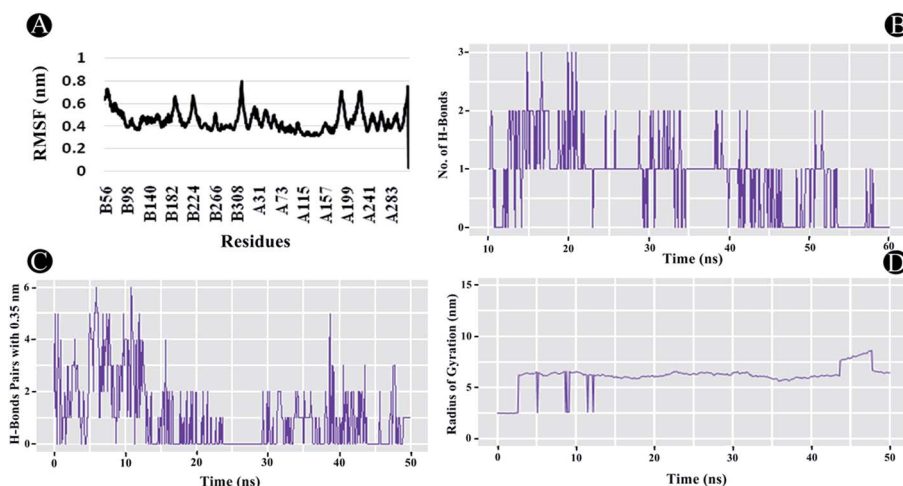 A
RMSF (nm)
1
0.8
0.6
0.4
0.2
0
B56
B98
B140
B182
B224
B266
B308
A31
A73
A115
A157
A199
A241
A283
Residues
B
No. of H-Bonds
3
2
1
0
10 20 30 40 50 60
Time (ns)
C
H-Bonds Pairs with 0.35 nm
6
4
2
0
0 10 20 30 40 50
Time (ns)
D
Radius of Gyration (nm)
15
10
5
0
0 10 20 30 40 50
Time (ns)